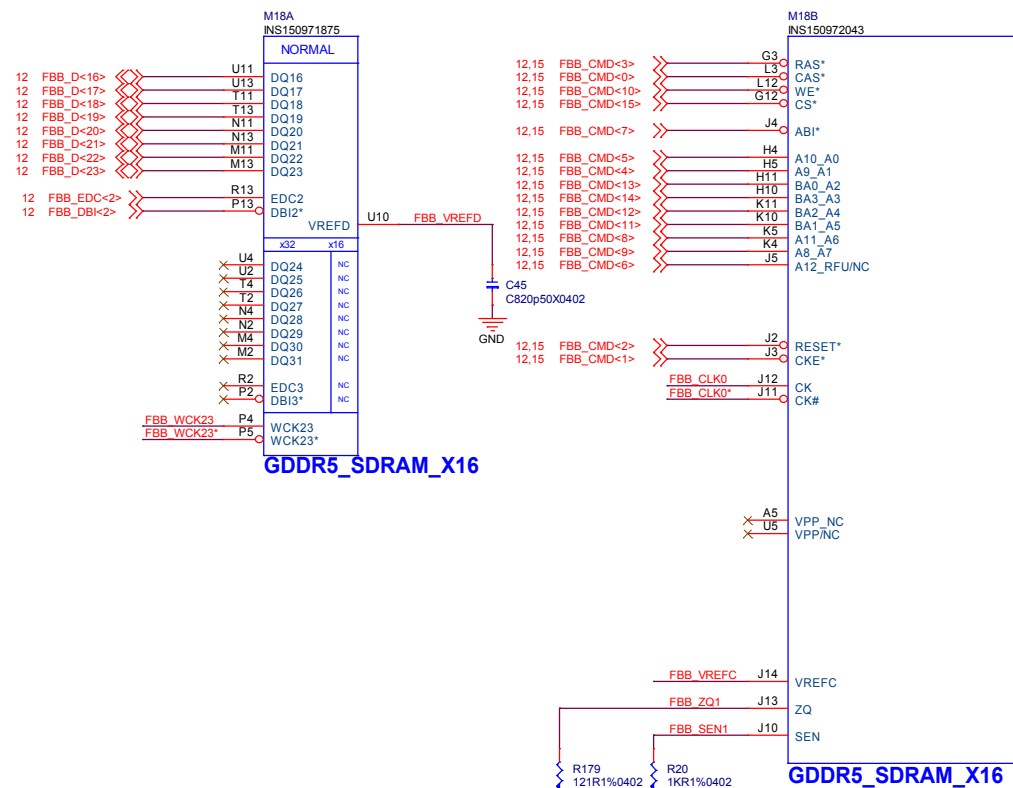 M18A
INS150971875
NORMAL
12 FBB_D<16> U11 DQ16
12 FBB_D<17> U13 DQ17
12 FBB_D<18> T11 DQ18
12 FBB_D<19> T13 DQ19
12 FBB_D<20> N11 DQ20
12 FBB_D<21> N13 DQ21
12 FBB_D<22> M11 DQ22
12 FBB_D<23> M13 DQ23
12 FBB_EDC<2> R13 EDC2
12 FBB_DBI<2> P13 DBI2*
VREFD U10 FBB_VREFD
x32 x16
U4 DQ24 NC
U2 DQ25 NC
T4 DQ26 NC
T2 DQ27 NC
N4 DQ28 NC
N2 DQ29 NC
M4 DQ30 NC
M2 DQ31 NC
R2 EDC3 NC
P2 DBI3* NC
FBB_WCK23 P4 WCK23
FBB_WCK23* P5 WCK23*
GDDR5_SDRAM_X16
C45
C820p50X0402
GND
M18B
INS150972043
12,15 FBB_CMD<3> G3 RAS*
12,15 FBB_CMD<0> L3 CAS*
12,15 FBB_CMD<10> L12 WE*
12,15 FBB_CMD<15> G12 CS*
12,15 FBB_CMD<7> J4 ABI*
12,15 FBB_CMD<5> H4 A10_A0
12,15 FBB_CMD<4> H5 A9_A1
12,15 FBB_CMD<13> H11 BA0_A2
12,15 FBB_CMD<14> H10 BA3_A3
12,15 FBB_CMD<12> K11 BA2_A4
12,15 FBB_CMD<11> K10 BA1_A5
12,15 FBB_CMD<8> K5 A11_A6
12,15 FBB_CMD<9> K4 A8_A7
12,15 FBB_CMD<6> J5 A12_RFU/NC
12,15 FBB_CMD<2> J2 RESET*
12,15 FBB_CMD<1> J3 CKE*
FBB_CLK0 J12 CK
FBB_CLK0* J11 CK#
A5 VPP_NC
U5 VPP/NC
FBB_VREFC J14 VREFC
FBB_ZQ1 J13 ZQ
FBB_SEN1 J10 SEN
R179
121R1%0402
R20
1KR1%0402
GDDR5_SDRAM_X16